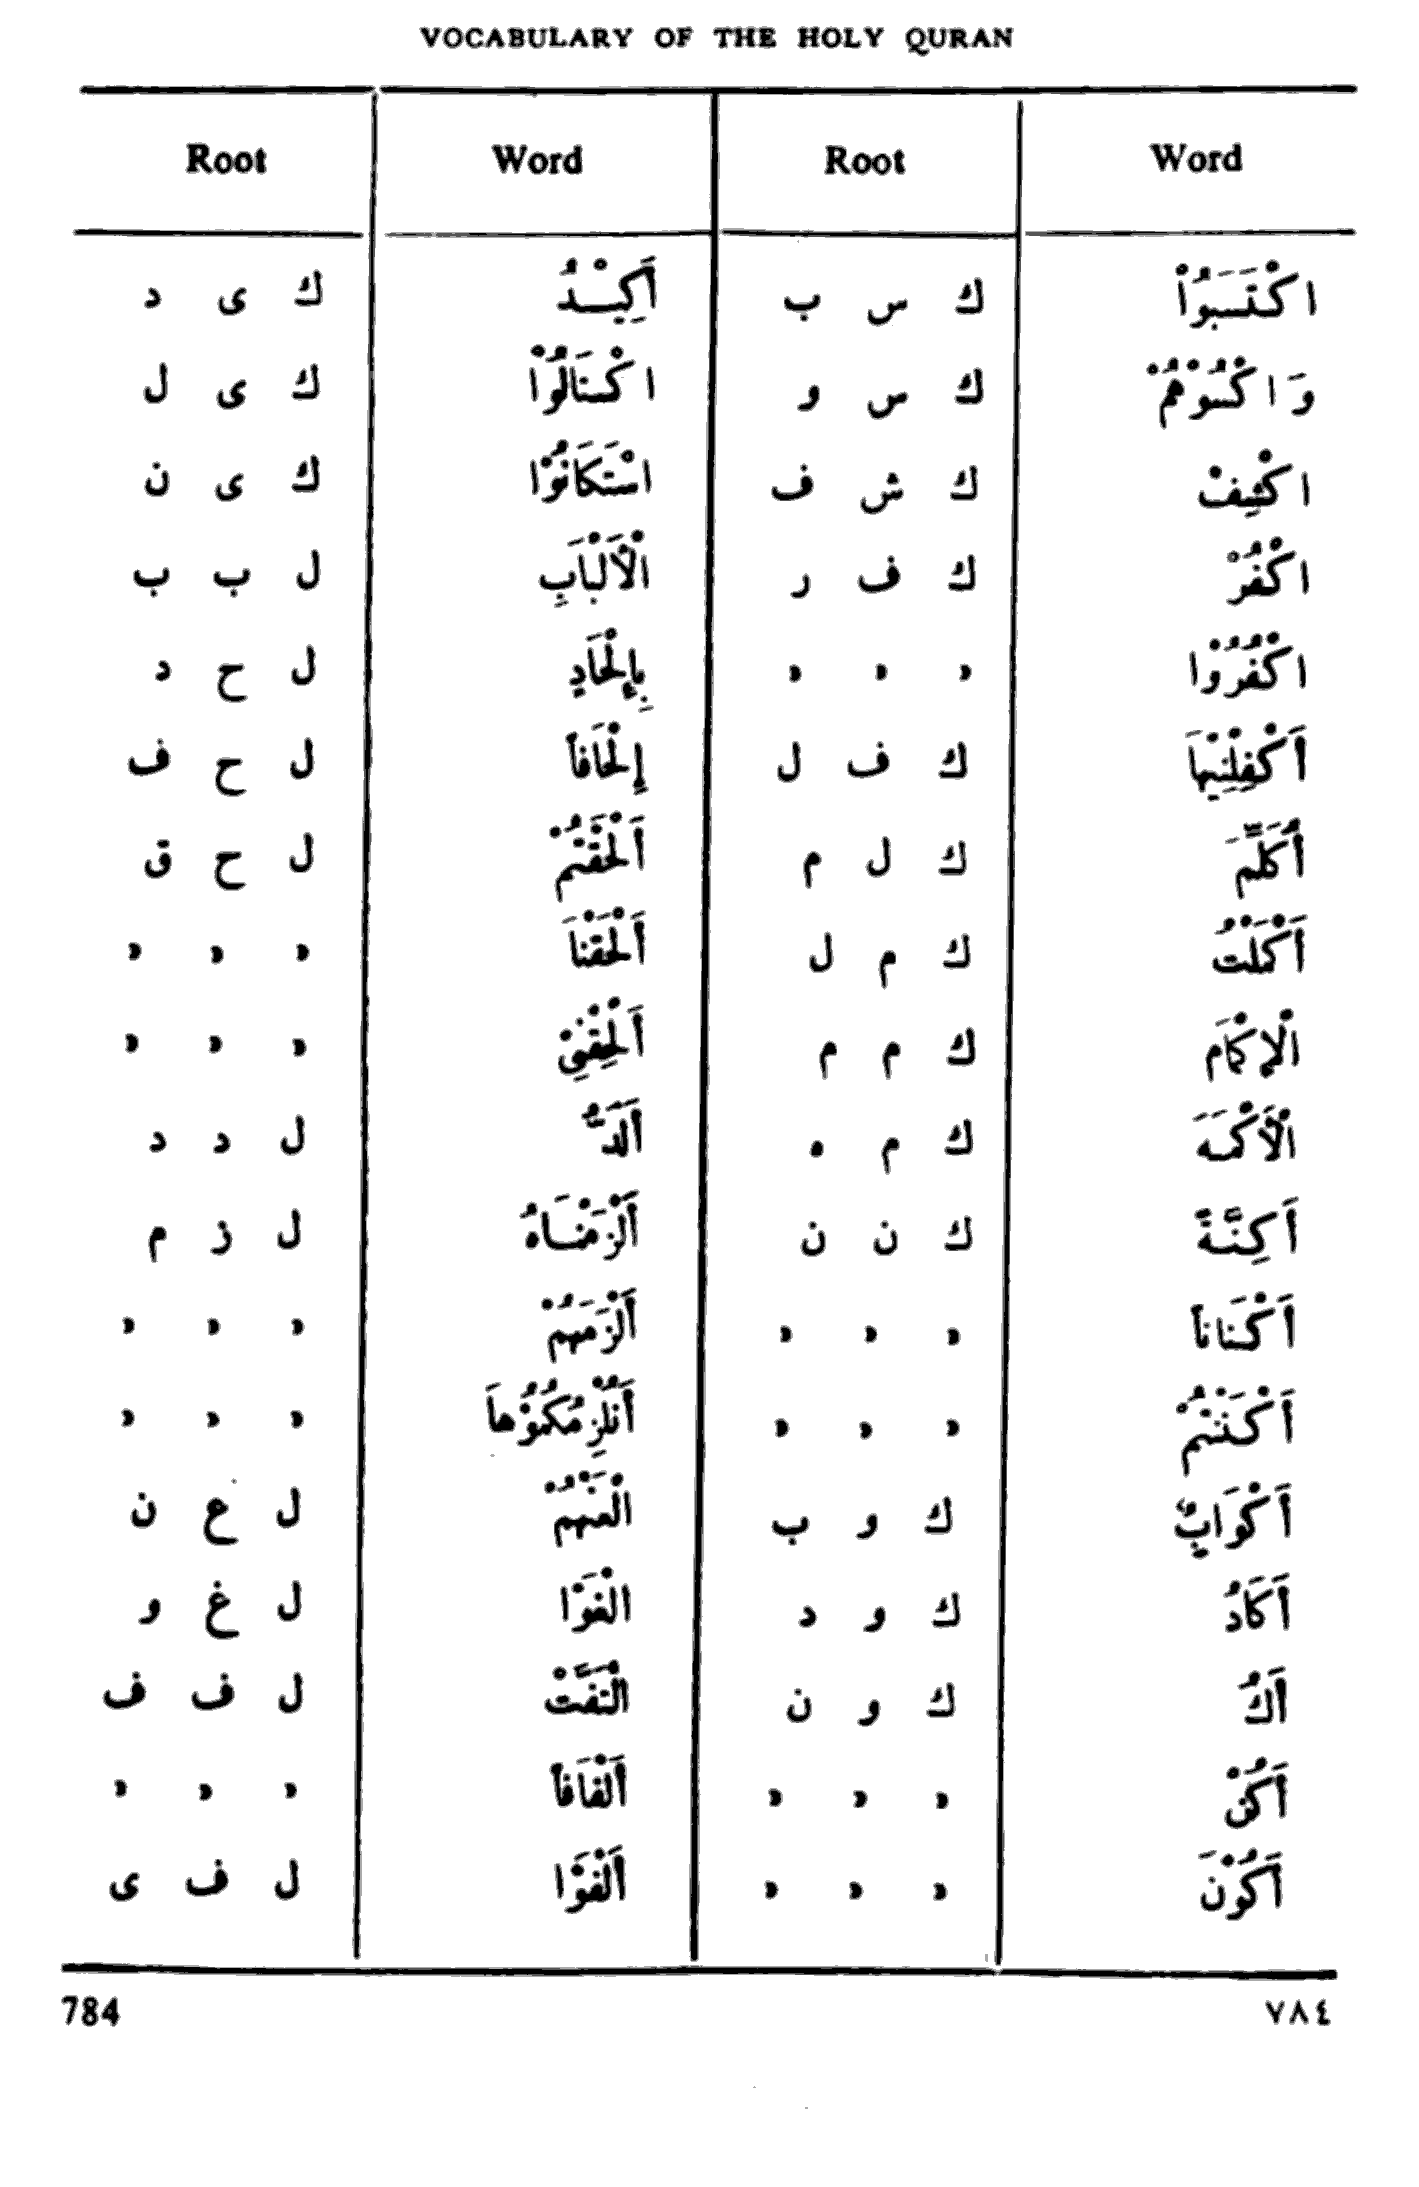 VOCABULARY OF THE HOLY QURAN
Root Word Root Word
اكْتَسَبُوْا ك س ب أَكِيْدُ ك ى د
وَاكْسُوْهُمْ ك س و اكْتَالُوْا ك ى ل
اكْشِفْ ك ش ف اسْتَكَانُوْا ك ى ن
اكْفُرْ ك ف ر الْأَلْبَابِ ل ب ب
اكْفُرُوْا " " " بِإِلْحَادٍ ل ح د
أَكْفِلْنِيْهَا ك ف ل إِلْحَافاً ل ح ف
أُكَلِّمَ ك ل م أَلْحَقْتُمْ ل ح ق
أَكْمَلْتُ ك م ل أَلْحَقْنَا " " "
الْاِكْمَام ك م م أَلْحِقْنِيْ " " "
الْأَكْمَهَ ك م ه أَلَدُّ ل د د
أَكِنَّةً ك ن ن أَلْزَمْنَاهُ ل ز م
أَكْنَاناً " " " أَلْزَمَهُمْ " " "
أَكْنَنْتُمْ " " " أَنُلْزِمُكُمُوْهَا " " "
أَكْوَابٌ ك و ب الْعَنْهُمْ ل ع ن
أَكَادُ ك و د الْغَوْا ل غ و
أَكُ ك و ن الْتَفَّتْ ل ف ف
أَكُنْ " " " أَلْفَافاً " " "
أَكُوْنَ " " " أَلْفَوْا ل ف ى
784 ٧٨٤